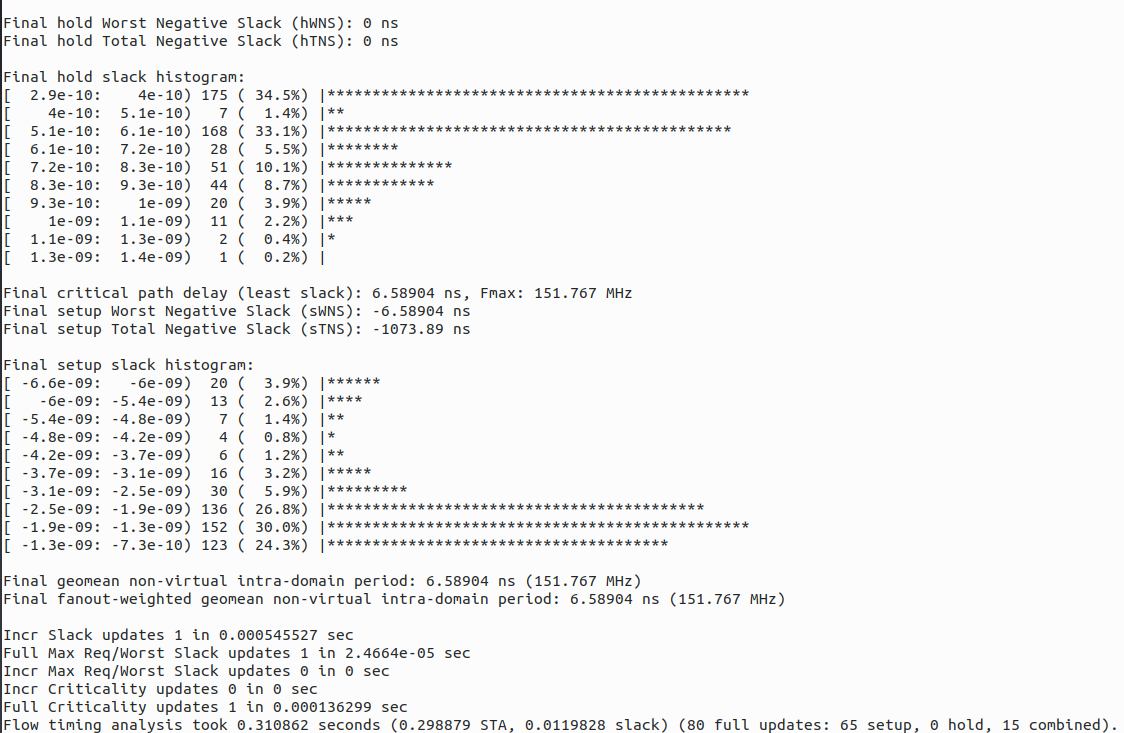 Final hold Worst Negative Slack (hWNS): 0 ns
Final hold Total Negative Slack (hTNS): 0 ns

Final hold slack histogram:
[  2.9e-10:    4e-10) 175 ( 34.5%) |***********************************************
[    4e-10:  5.1e-10)   7 (  1.4%) |**
[  5.1e-10:  6.1e-10) 168 ( 33.1%) |*********************************************
[  6.1e-10:  7.2e-10)  28 (  5.5%) |********
[  7.2e-10:  8.3e-10)  51 ( 10.1%) |**************
[  8.3e-10:  9.3e-10)  44 (  8.7%) |************
[  9.3e-10:    1e-09)  20 (  3.9%) |*****
[    1e-09:  1.1e-09)  11 (  2.2%) |***
[  1.1e-09:  1.3e-09)   2 (  0.4%) |*
[  1.3e-09:  1.4e-09)   1 (  0.2%) |

Final critical path delay (least slack): 6.58904 ns, Fmax: 151.767 MHz
Final setup Worst Negative Slack (sWNS): -6.58904 ns
Final setup Total Negative Slack (sTNS): -1073.89 ns

Final setup slack histogram:
[ -6.6e-09:   -6e-09)  20 (  3.9%) |******
[   -6e-09: -5.4e-09)  13 (  2.6%) |****
[ -5.4e-09: -4.8e-09)   7 (  1.4%) |**
[ -4.8e-09: -4.2e-09)   4 (  0.8%) |*
[ -4.2e-09: -3.7e-09)   6 (  1.2%) |**
[ -3.7e-09: -3.1e-09)  16 (  3.2%) |*****
[ -3.1e-09: -2.5e-09)  30 (  5.9%) |*********
[ -2.5e-09: -1.9e-09) 136 ( 26.8%) |******************************************
[ -1.9e-09: -1.3e-09) 152 ( 30.0%) |***********************************************
[ -1.3e-09: -7.3e-10) 123 ( 24.3%) |**************************************

Final geomean non-virtual intra-domain period: 6.58904 ns (151.767 MHz)
Final fanout-weighted geomean non-virtual intra-domain period: 6.58904 ns (151.767 MHz)

Incr Slack updates 1 in 0.000545527 sec
Full Max Req/Worst Slack updates 1 in 2.4664e-05 sec
Incr Max Req/Worst Slack updates 0 in 0 sec
Incr Criticality updates 0 in 0 sec
Full Criticality updates 1 in 0.000136299 sec
Flow timing analysis took 0.310862 seconds (0.298879 STA, 0.0119828 slack) (80 full updates: 65 setup, 0 hold, 15 combined).